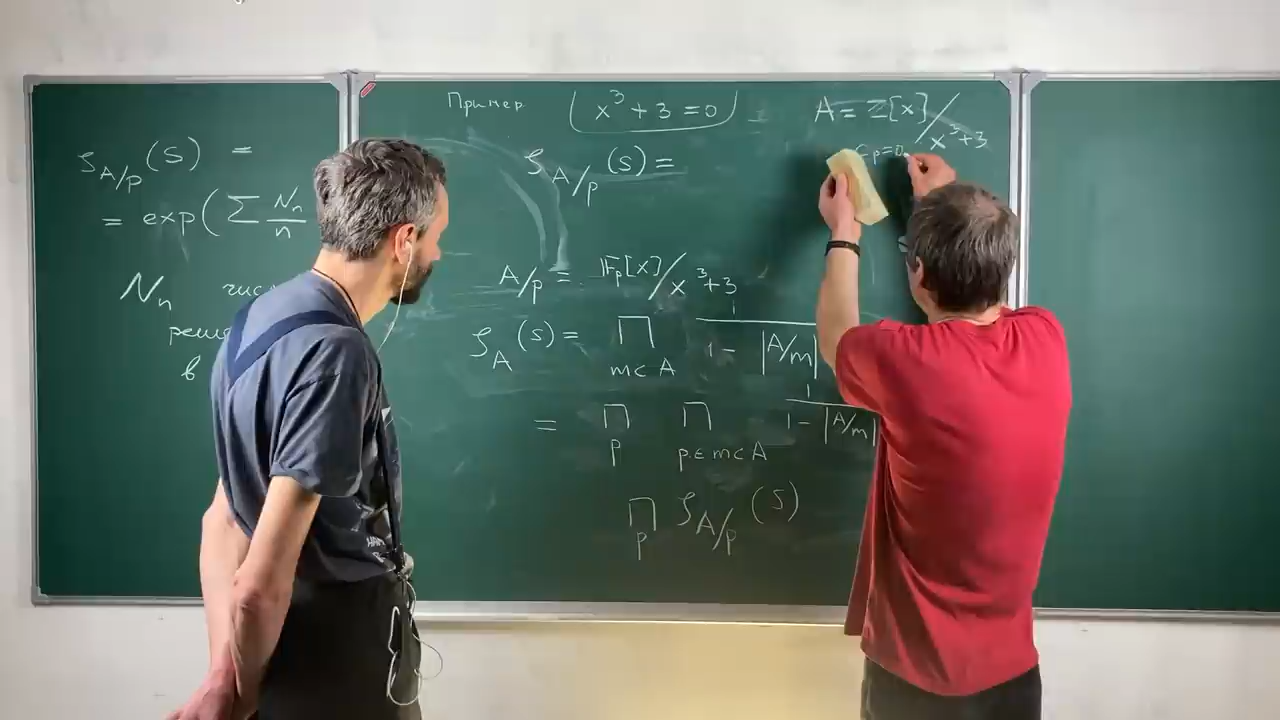 ζ_{A/p}(s) =
= exp( Σ N_n/n
N_n
в
Пример x³+3=0
ζ_{A/p}(s) =
A = Z[x]/x³+3
A/p = F_p[x]/x³+3
ζ_A(s) = ∏_{m⊂A} 1/1-|A/m|
= ∏_p ∏_{p∈m⊂A} 1/1-|A/m|
∏_p ζ_{A/p}(s)